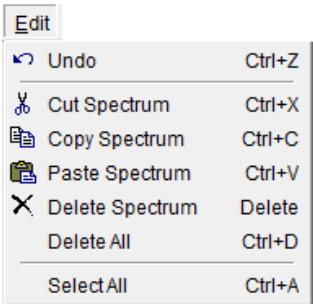 Edit
Undo Ctrl+Z
Cut Spectrum Ctrl+X
Copy Spectrum Ctrl+C
Paste Spectrum Ctrl+V
Delete Spectrum Delete
Delete All Ctrl+D
Select All Ctrl+A